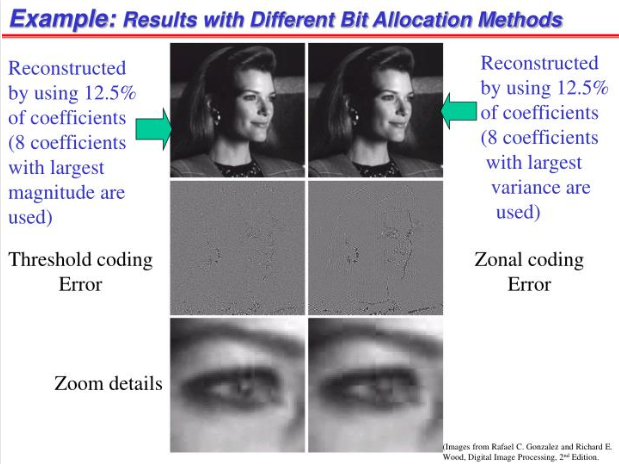 Example: Results with Different Bit Allocation Methods
Reconstructed
by using 12.5%
of coefficients
(8 coefficients
with largest
magnitude are
used)
Reconstructed
by using 12.5%
of coefficients
(8 coefficients
with largest
variance are
used)
Threshold coding
Error
Zonal coding
Error
Zoom details
(Images from Rafael C. Gonzalez and Richard E.
Wood, Digital Image Processing, 2nd Edition.